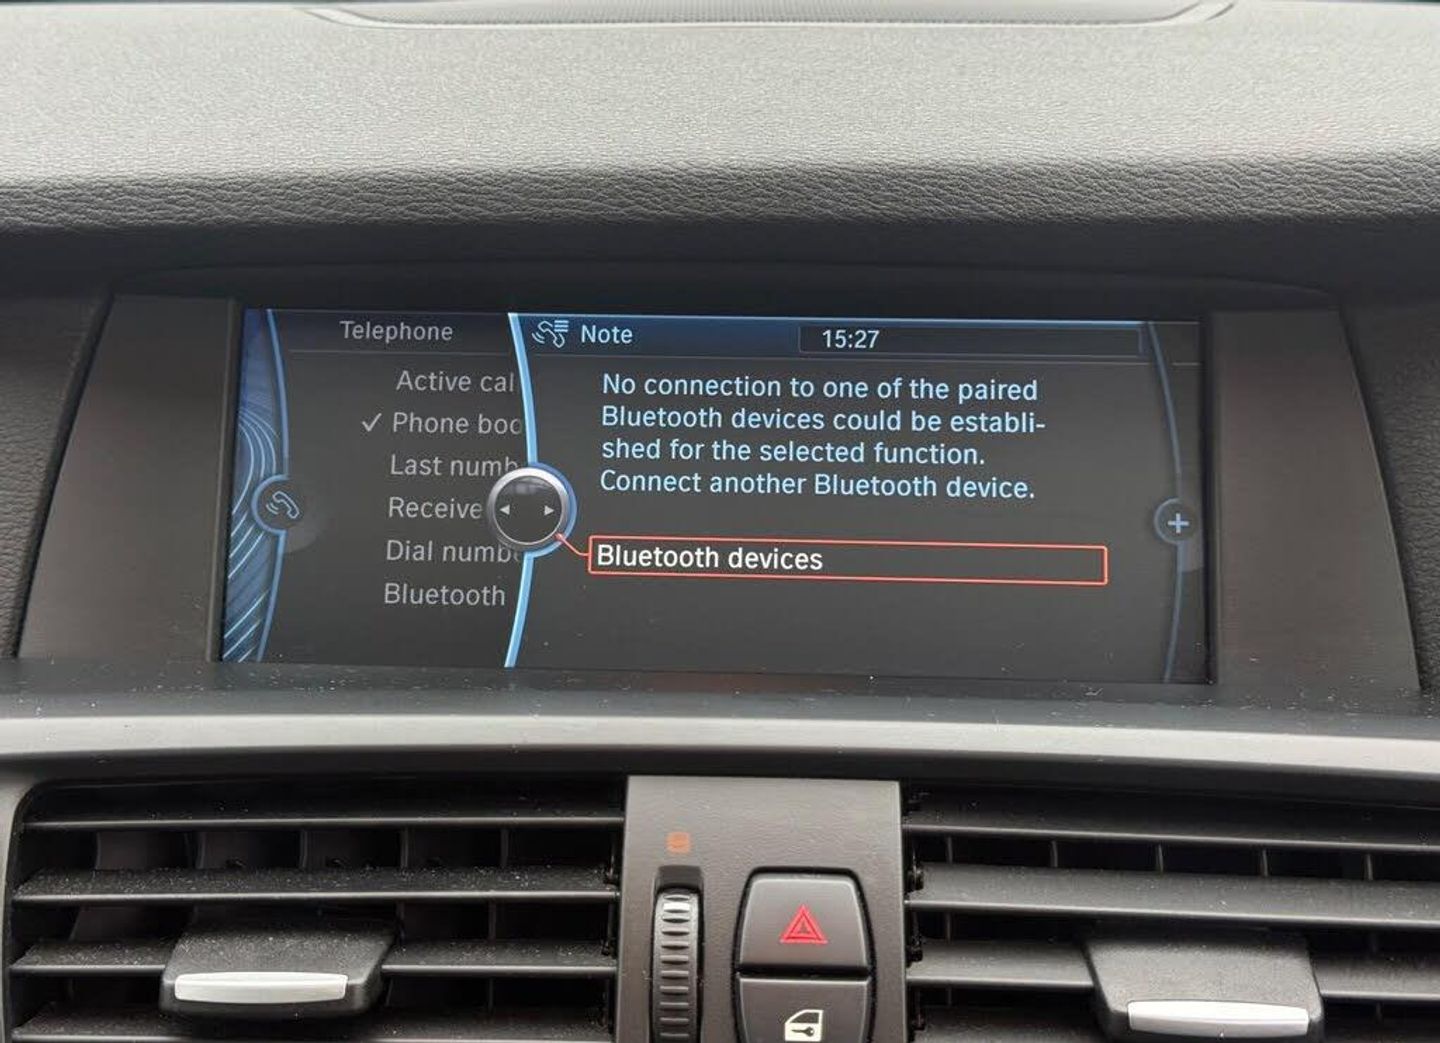 Telephone
Active cal
✓ Phone boo
Last numb
Receive
Dial numb
Bluetooth
Note
15:27
No connection to one of the paired
Bluetooth devices could be establi-
shed for the selected function.
Connect another Bluetooth device.
Bluetooth devices